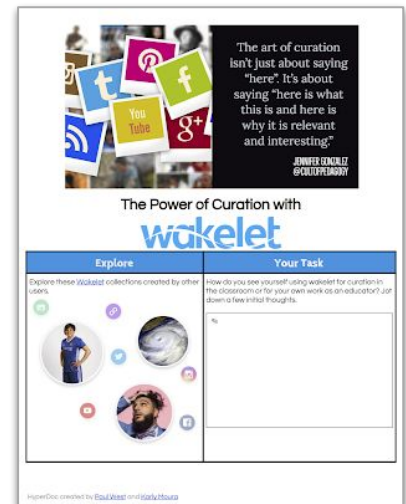 The art of curation
isn't just about saying
"here". It's about
saying "here is what
this is and here is
why it is relevant
and interesting."
JENNIFER GONZALEZ
@CULTOFPEDAGOGY
You
Tube
g+
The Power of Curation with
wakelet
Explore
Explore these Wakelet collections created by other
users.
Your Task
How do you see yourself using wakelet for curation in
the classroom or for your own work as an educator? Jot
down a few initial thoughts.
HyperDoc created by Paul West and Karly Moura